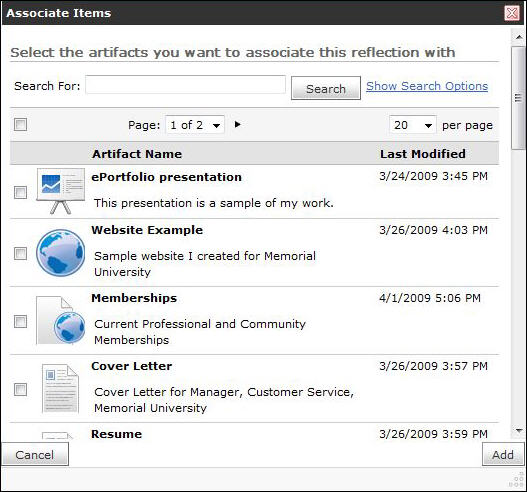 Associate Items
Select the artifacts you want to associate this reflection with
Search For: Search Show Search Options
Page: 1 of 2 20 per page
Artifact Name Last Modified
ePortfolio presentation 3/24/2009 3:45 PM
This presentation is a sample of my work.
Website Example 3/26/2009 4:03 PM
Sample website I created for Memorial
University
Memberships 4/1/2009 5:06 PM
Current Professional and Community
Memberships
Cover Letter 3/26/2009 3:57 PM
Cover Letter for Manager, Customer Service,
Memorial University
Resume 3/26/2009 3:59 PM
Cancel Add